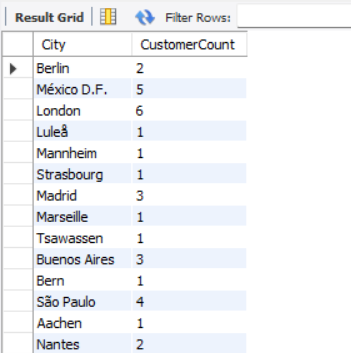 Result Grid Filter Rows:
City CustomerCount
Berlin 2
México D.F. 5
London 6
Luleå 1
Mannheim 1
Strasbourg 1
Madrid 3
Marseille 1
Tsawassen 1
Buenos Aires 3
Bern 1
São Paulo 4
Aachen 1
Nantes 2